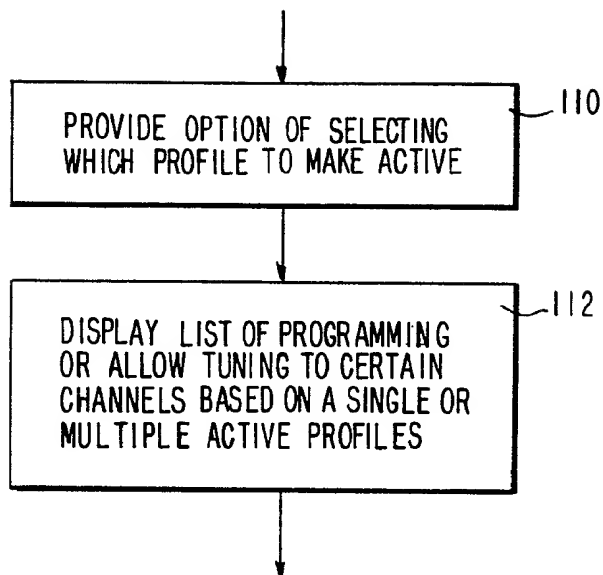 PROVIDE OPTION OF SELECTING
WHICH PROFILE TO MAKE ACTIVE
110
DISPLAY LIST OF PROGRAMMING
OR ALLOW TUNING TO CERTAIN
CHANNELS BASED ON A SINGLE OR
MULTIPLE ACTIVE PROFILES
112